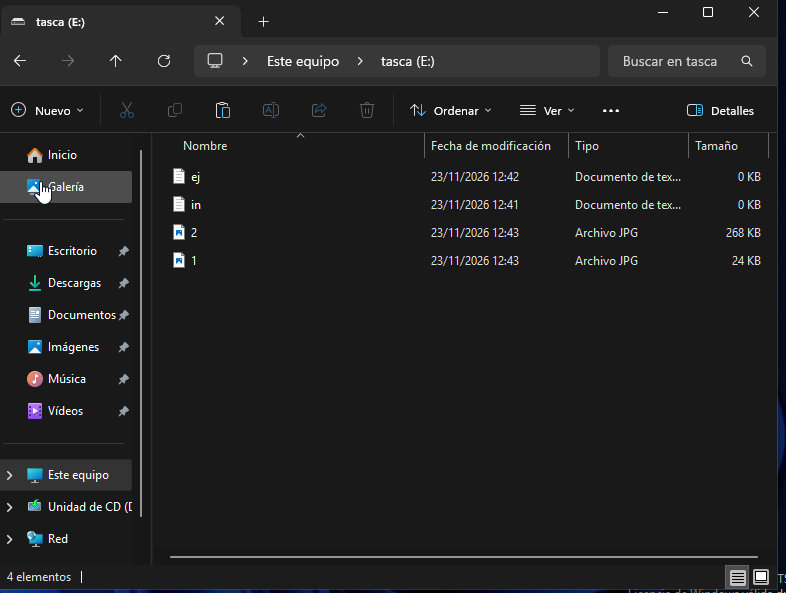 tasca (E:)
Este equipo > tasca (E:)
Buscar en tasca
Nuevo
Ordenar
Ver
Detalles
Inicio
Galería
Escritorio
Descargas
Documentos
Imágenes
Música
Vídeos
Este equipo
Unidad de CD (D
Red
Nombre Fecha de modificación Tipo Tamaño
ej 23/11/2026 12:42 Documento de tex... 0 KB
in 23/11/2026 12:41 Documento de tex... 0 KB
2 23/11/2026 12:43 Archivo JPG 268 KB
1 23/11/2026 12:43 Archivo JPG 24 KB
4 elementos